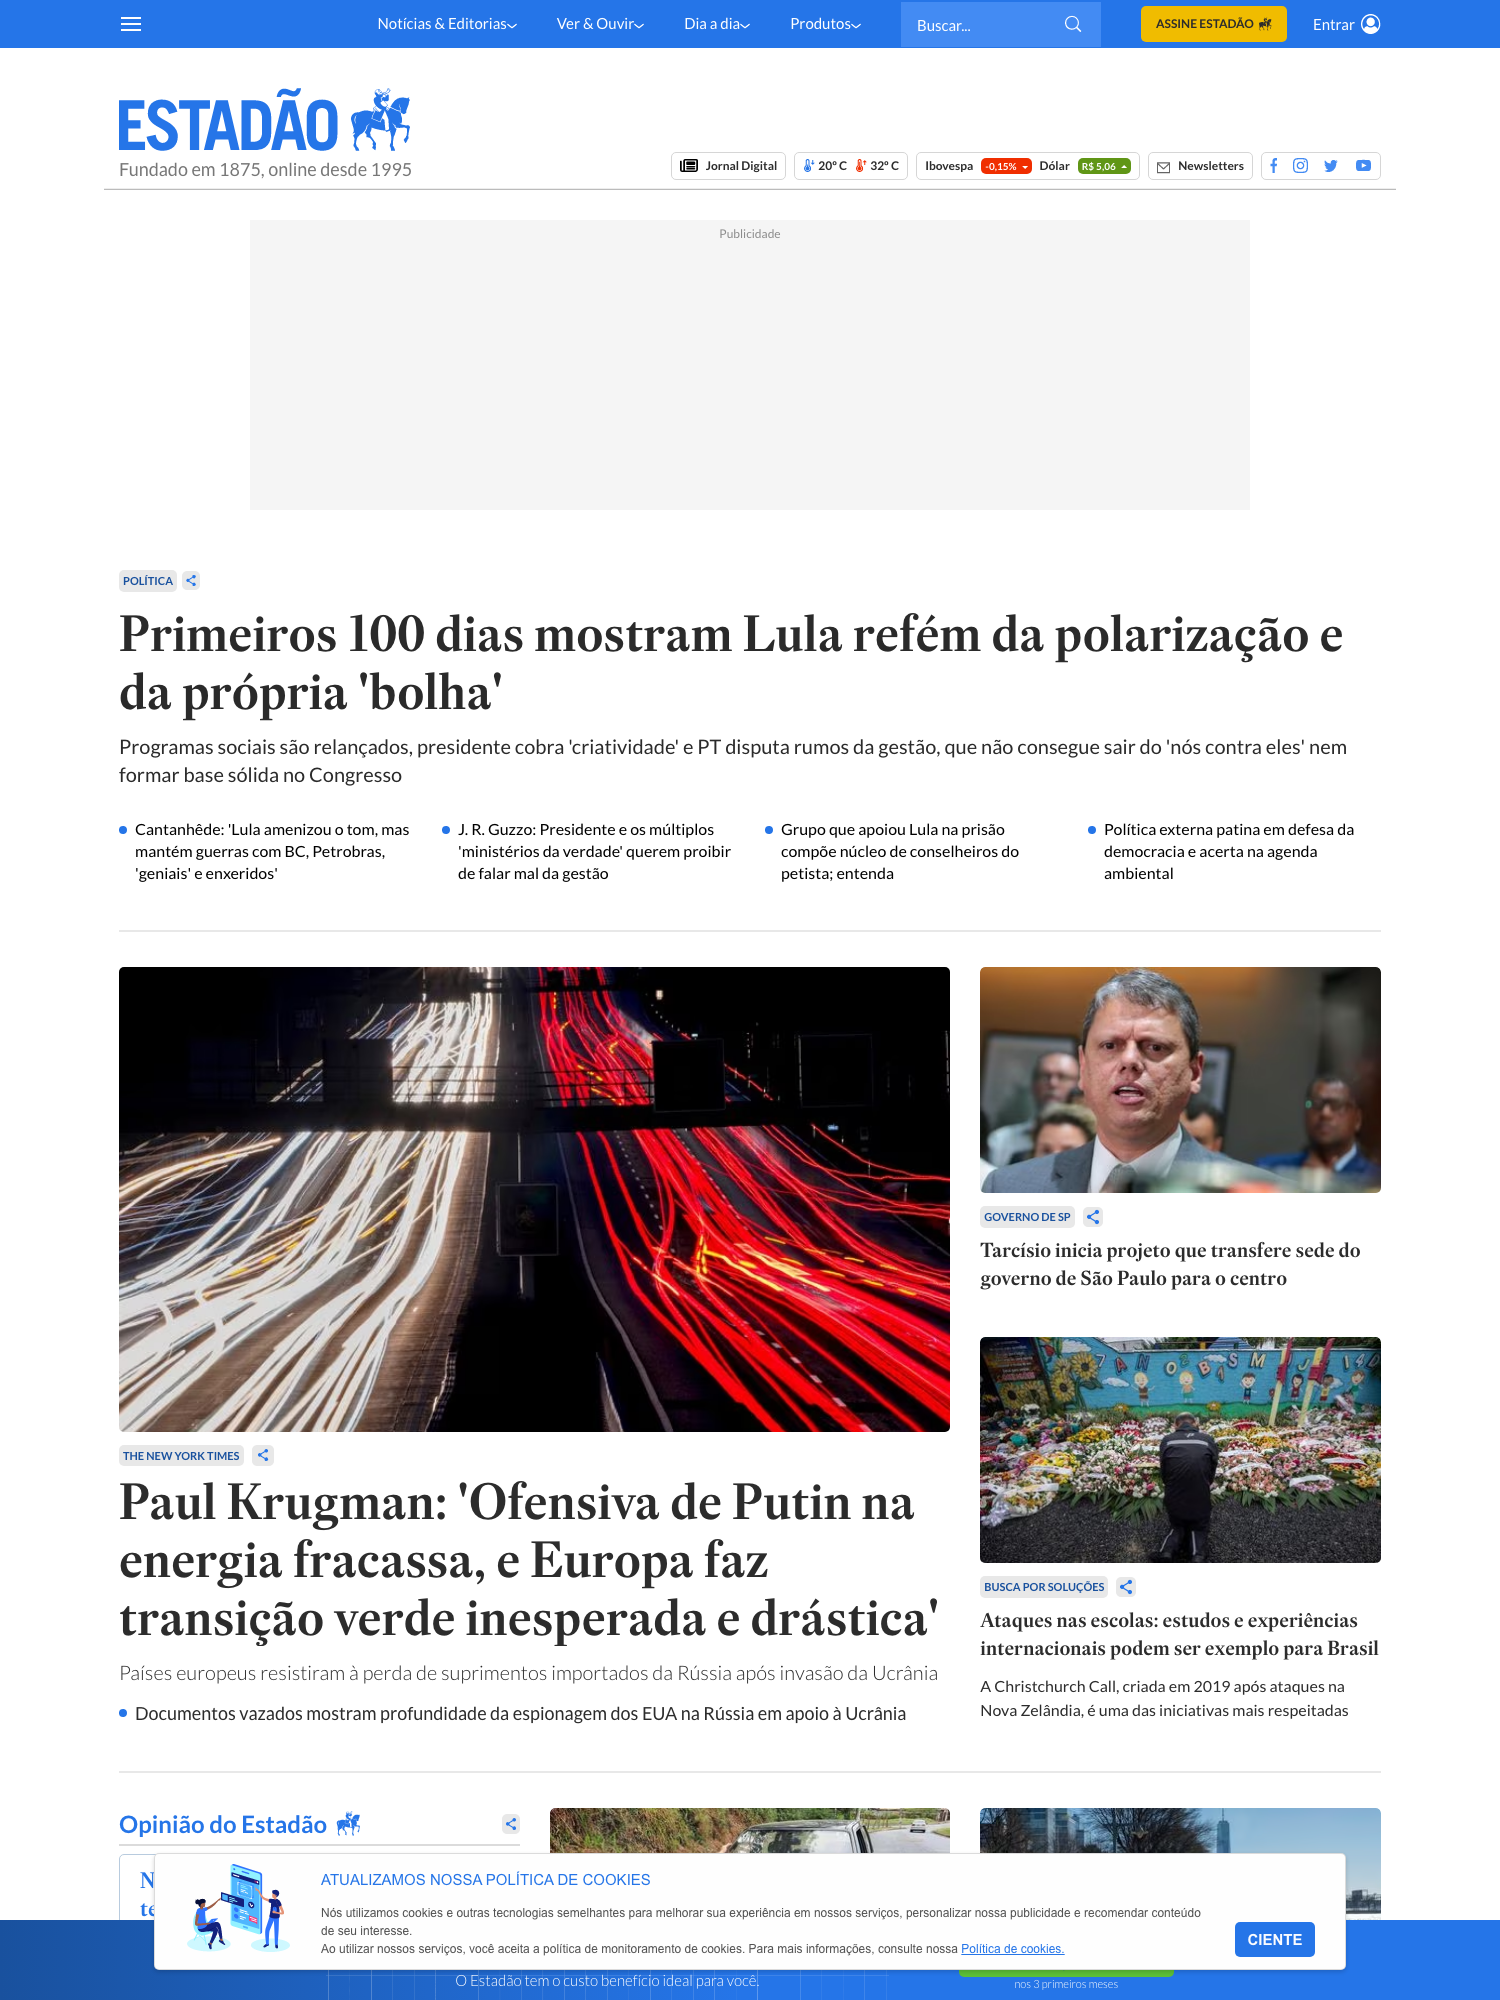 Notícias & Editorias
Ver & Ouvir
Dia a dia
Produtos
Buscar...
ASSINE ESTADÃO
Entrar
ESTADÃO
Fundado em 1875, online desde 1995
Jornal Digital
20º C 32º C
Ibovespa -0,15% Dólar R$ 5,06
Newsletters
Publicidade
POLÍTICA
Primeiros 100 dias mostram Lula refém da polarização e
da própria 'bolha'
Programas sociais são relançados, presidente cobra 'criatividade' e PT disputa rumos da gestão, que não consegue sair do 'nós contra eles' nem
formar base sólida no Congresso
Cantanhêde: 'Lula amenizou o tom, mas
mantém guerras com BC, Petrobras,
'geniais' e enxeridos'
J. R. Guzzo: Presidente e os múltiplos
'ministérios da verdade' querem proibir
de falar mal da gestão
Grupo que apoiou Lula na prisão
compõe núcleo de conselheiros do
petista; entenda
Política externa patina em defesa da
democracia e acerta na agenda
ambiental
THE NEW YORK TIMES
Paul Krugman: 'Ofensiva de Putin na
energia fracassa, e Europa faz
transição verde inesperada e drástica'
Países europeus resistiram à perda de suprimentos importados da Rússia após invasão da Ucrânia
Documentos vazados mostram profundidade da espionagem dos EUA na Rússia em apoio à Ucrânia
GOVERNO DE SP
Tarcísio inicia projeto que transfere sede do
governo de São Paulo para o centro
BUSCA POR SOLUÇÕES
Ataques nas escolas: estudos e experiências
internacionais podem ser exemplo para Brasil
A Christchurch Call, criada em 2019 após ataques na
Nova Zelândia, é uma das iniciativas mais respeitadas
Opinião do Estadão
ATUALIZAMOS NOSSA POLÍTICA DE COOKIES
Nós utilizamos cookies e outras tecnologias semelhantes para melhorar sua experiência em nossos serviços, personalizar nossa publicidade e recomendar conteúdo
de seu interesse.
Ao utilizar nossos serviços, você aceita a política de monitoramento de cookies. Para mais informações, consulte nossa Política de cookies.
CIENTE
O Estadão tem o custo benefício ideal para você.
nos 3 primeiros meses